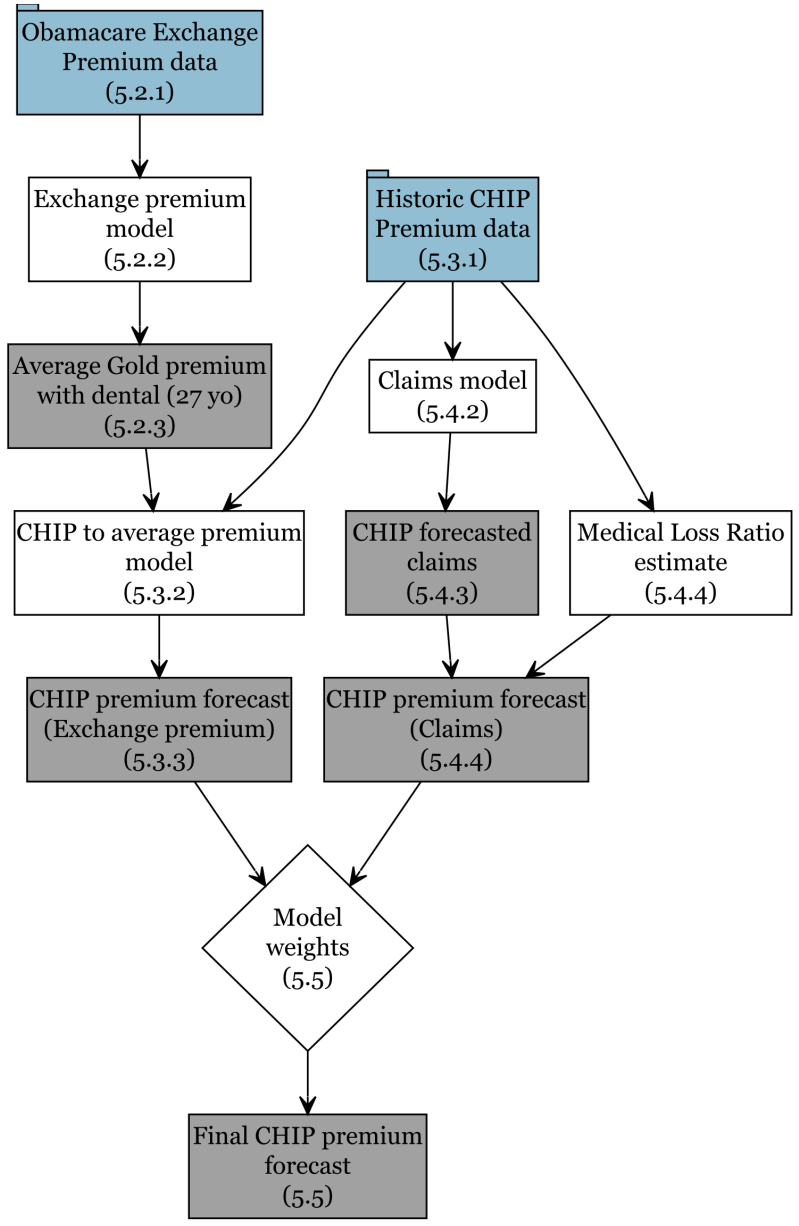 Obamacare Exchange
Premium data
(5.2.1)
Exchange premium
model
(5.2.2)
Historic CHIP
Premium data
(5.3.1)
Average Gold premium
with dental (27 yo)
(5.2.3)
Claims model
(5.4.2)
CHIP to average premium
model
(5.3.2)
CHIP forecasted
claims
(5.4.3)
Medical Loss Ratio
estimate
(5.4.4)
CHIP premium forecast
(Exchange premium)
(5.3.3)
CHIP premium forecast
(Claims)
(5.4.4)
Model
weights
(5.5)
Final CHIP premium
forecast
(5.5)